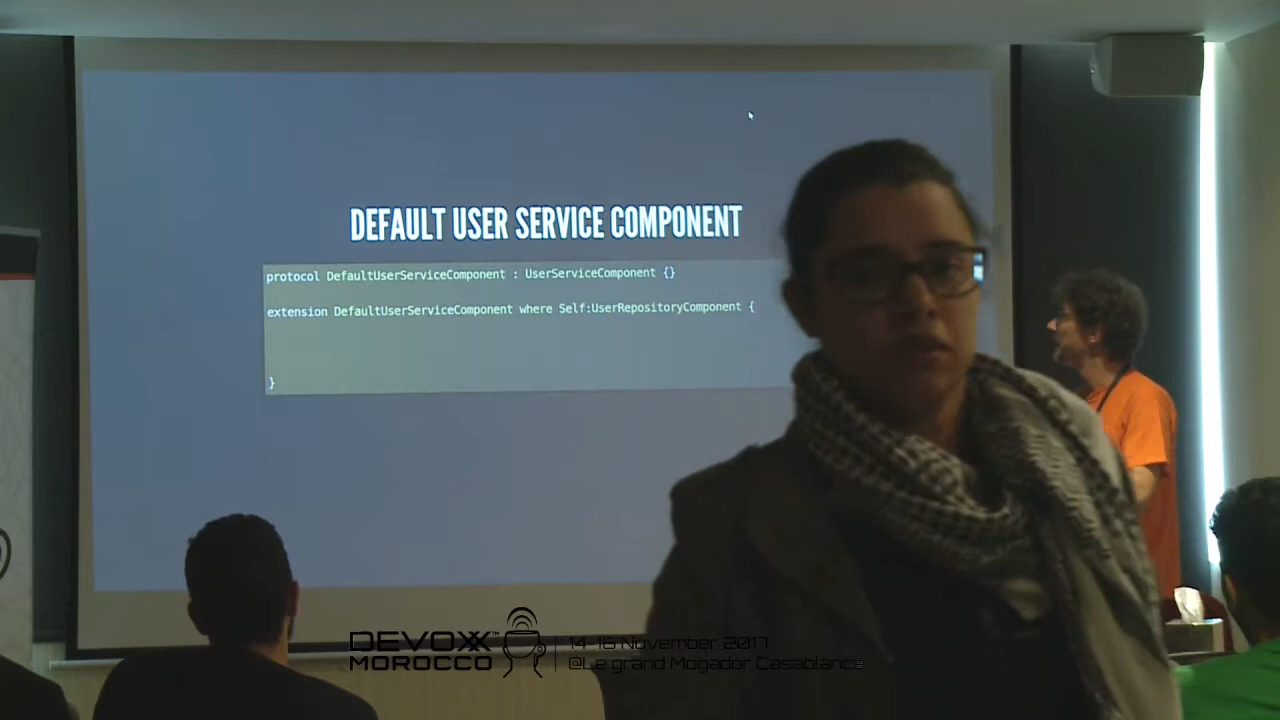 DEFAULT USER SERVICE COMPONENT
protocol DefaultUserServiceComponent : UserServiceComponent {}
extension DefaultUserServiceComponent where Self:UserRepositoryComponent {
}
DEVOXX™
MOROCCO
14-16 November 2017
@Le grand Mogador Casablanca